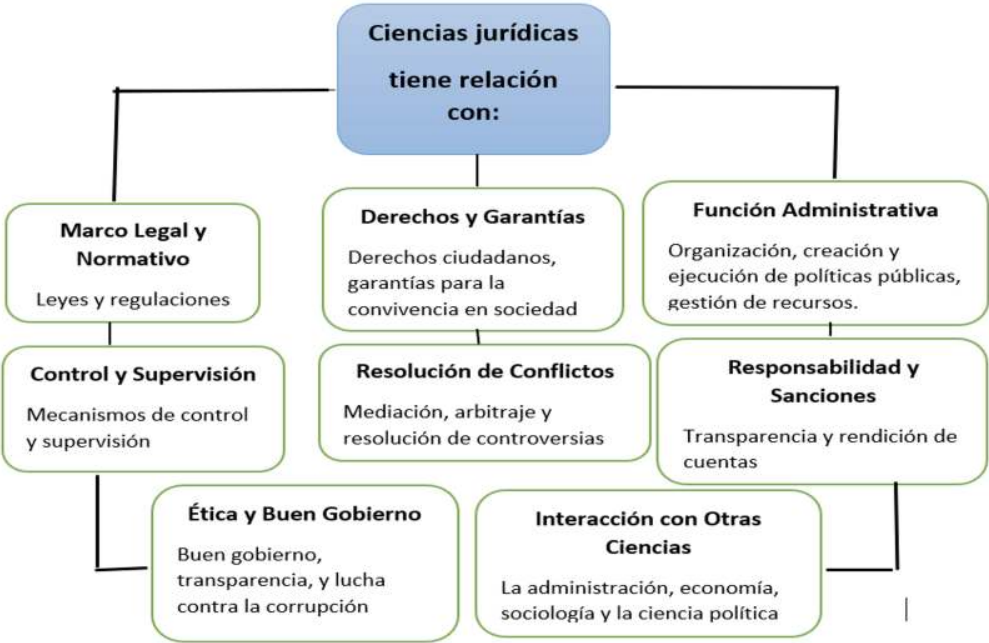 Ciencias jurídicas
tiene relación
con:
Marco Legal y
Normativo
Leyes y regulaciones
Derechos y Garantías
Derechos ciudadanos,
garantías para la
convivencia en sociedad
Función Administrativa
Organización, creación y
ejecución de políticas públicas,
gestión de recursos.
Control y Supervisión
Mecanismos de control
y supervisión
Resolución de Conflictos
Mediación, arbitraje y
resolución de controversias
Responsabilidad y
Sanciones
Transparencia y rendición de
cuentas
Ética y Buen Gobierno
Buen gobierno,
transparencia, y lucha
contra la corrupción
Interacción con Otras
Ciencias
La administración, economía,
sociología y la ciencia política